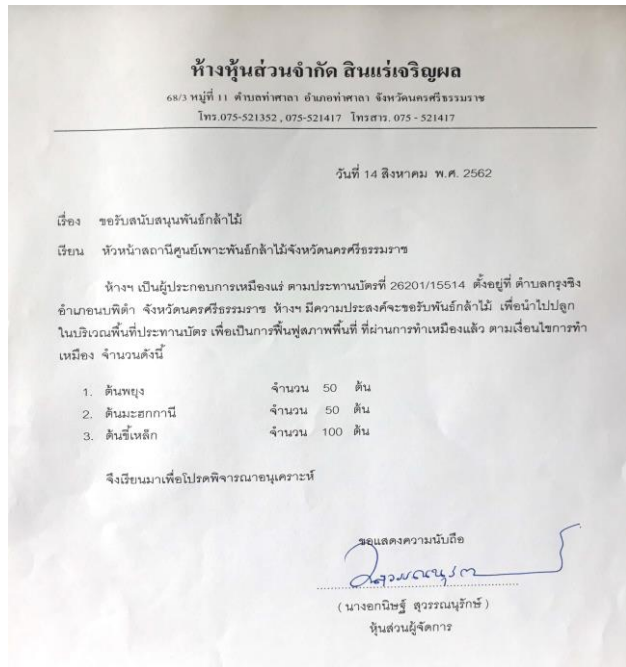 ห้างหุ้นส่วนจำกัด สินแร่เจริญผล
68/3 หมู่ที่ 11 ตำบลท่าศาลา อำเภอท่าศาลา จังหวัดนครศรีธรรมราช
โทร.075-521352 , 075-521417 โทรสาร. 075 - 521417
วันที่ 14 สิงหาคม พ.ศ. 2562
เรื่อง ขอรับสนับสนุนพันธ์กล้าไม้
เรียน หัวหน้าสถานีศูนย์เพาะพันธ์กล้าไม้จังหวัดนครศรีธรรมราช
ห้างฯ เป็นผู้ประกอบการเหมืองแร่ ตามประทานบัตรที่ 26201/15514 ตั้งอยู่ที่ ตำบลกรุงชิง
อำเภอนบพิตำ จังหวัดนครศรีธรรมราช ห้างฯ มีความประสงค์จะขอรับพันธ์กล้าไม้ เพื่อนำไปปลูก
ในบริเวณพื้นที่ประทานบัตร เพื่อเป็นการฟื้นฟูสภาพพื้นที่ ที่ผ่านการทำเหมืองแล้ว ตามเงื่อนไขการทำ
เหมือง จำนวนดังนี้
1. ต้นพยุง จำนวน 50 ต้น
2. ต้นมะฮกกานี จำนวน 50 ต้น
3. ต้นขี้เหล็ก จำนวน 100 ต้น
จึงเรียนมาเพื่อโปรดพิจารณาอนุเคราะห์
ขอแสดงความนับถือ
( นางอกนิษฐ์ สุวรรณนุรักษ์ )
หุ้นส่วนผู้จัดการ